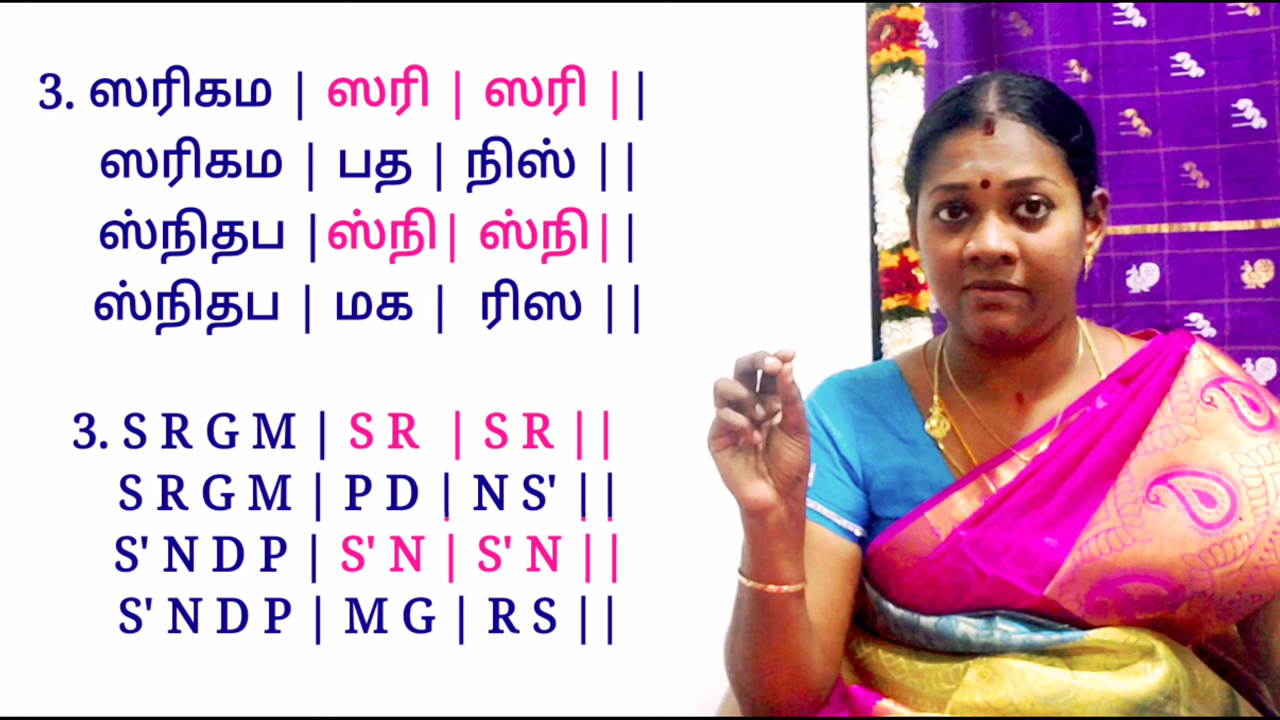 3. ஸரிகம | ஸரி | ஸரி ||
ஸரிகம | பத | நிஸ் ||
ஸ்நிதப | ஸ்நி | ஸ்நி ||
ஸ்நிதப | மக | ரிஸ ||
3. S R G M | S R | S R ||
S R G M | P D | N S' ||
S' N D P | S' N | S' N ||
S' N D P | M G | R S ||